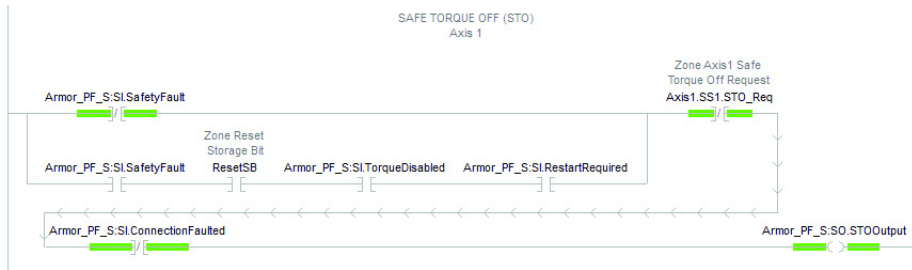 SAFE TORQUE OFF (STO)
Axis 1
Zone Axis1 Safe
Torque Off Request
Armor_PF_S:SI.SafetyFault
Axis1.SS1.STO_Req
Zone Reset
Storage Bit
Armor_PF_S:SI.SafetyFault
ResetSB
Armor_PF_S:SI.TorqueDisabled
Armor_PF_S:SI.RestartRequired
Armor_PF_S:SI.ConnectionFaulted
Armor_PF_S:SO.STOOutput